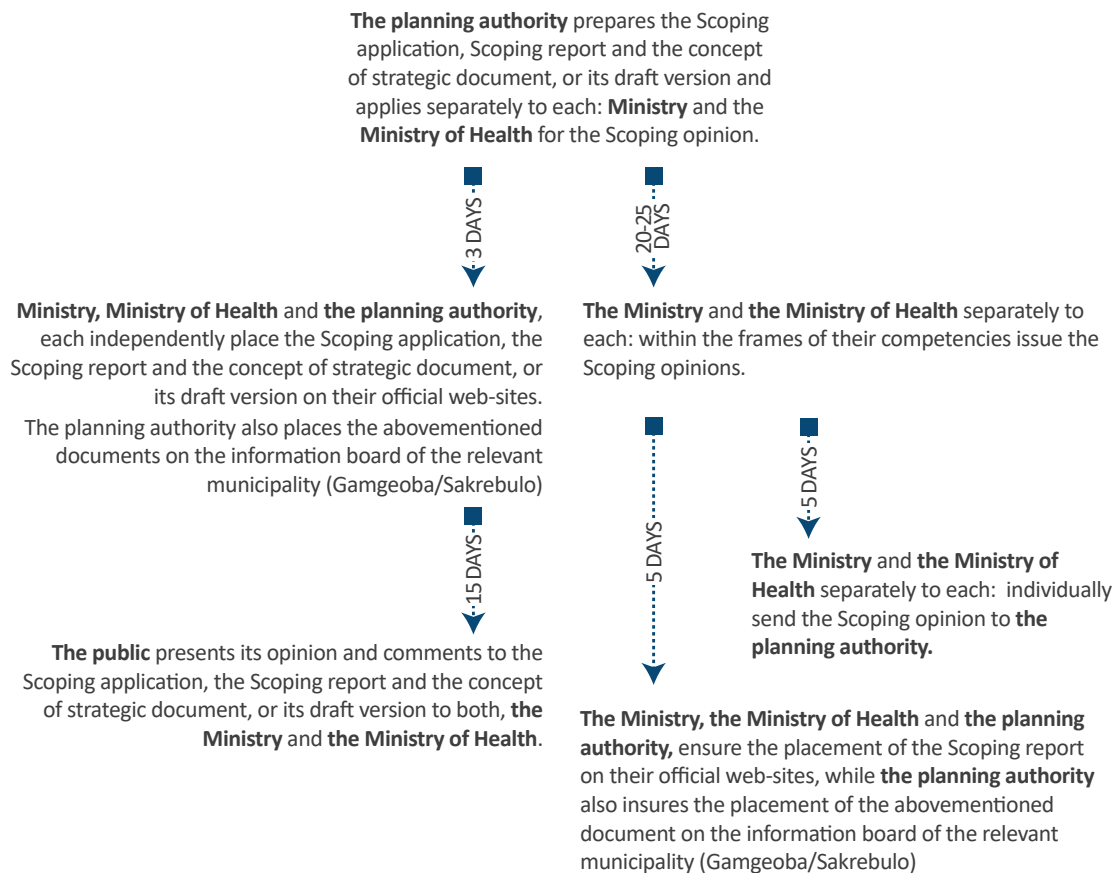 The planning authority prepares the Scoping
application, Scoping report and the concept
of strategic document, or its draft version and
applies separately to each: Ministry and the
Ministry of Health for the Scoping opinion.
3 DAYS
20-25
DAYS
Ministry, Ministry of Health and the planning authority,
each independently place the Scoping application, the
Scoping report and the concept of strategic document, or
its draft version on their official web-sites.
The planning authority also places the abovementioned
documents on the information board of the relevant
municipality (Gamgeoba/Sakrebulo)
The Ministry and the Ministry of Health separately to
each: within the frames of their competencies issue the
Scoping opinions.
15 DAYS
5 DAYS
5 DAYS
The public presents its opinion and comments to the
Scoping application, the Scoping report and the concept
of strategic document, or its draft version to both, the
Ministry and the Ministry of Health.
The Ministry and the Ministry of
Health separately to each: individually
send the Scoping opinion to the
planning authority.
The Ministry, the Ministry of Health and the planning
authority, ensure the placement of the Scoping report
on their official web-sites, while the planning authority
also insures the placement of the abovementioned
document on the information board of the relevant
municipality (Gamgeoba/Sakrebulo)